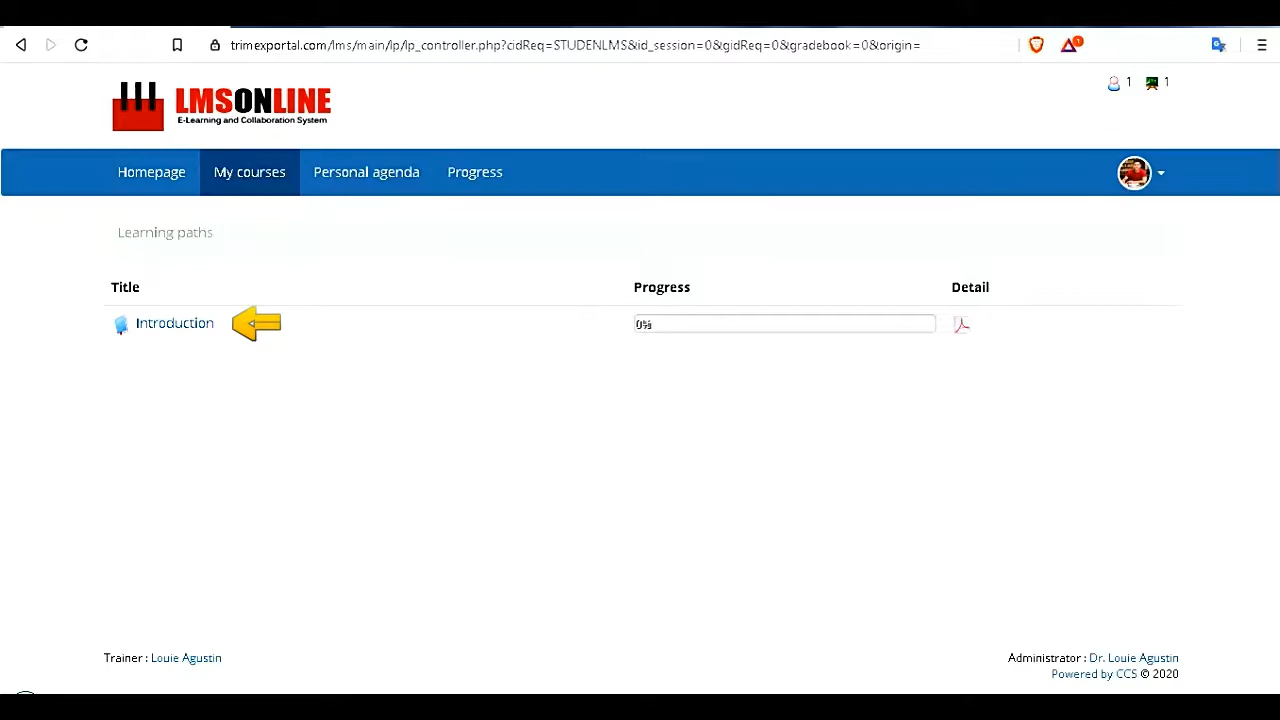 trimexportal.com/lms/main/lp/lp_controller.php?cidReq=STUDENLMS&id_session=0&gidReq=0&gradebook=0&origin=
1
LMSONLINE
E-Learning and Collaboration System
1 1
Homepage My courses Personal agenda Progress
Learning paths
Title Progress Detail
Introduction 0%
Trainer : Louie Agustin Administrator : Dr. Louie Agustin
Powered by CCS © 2020